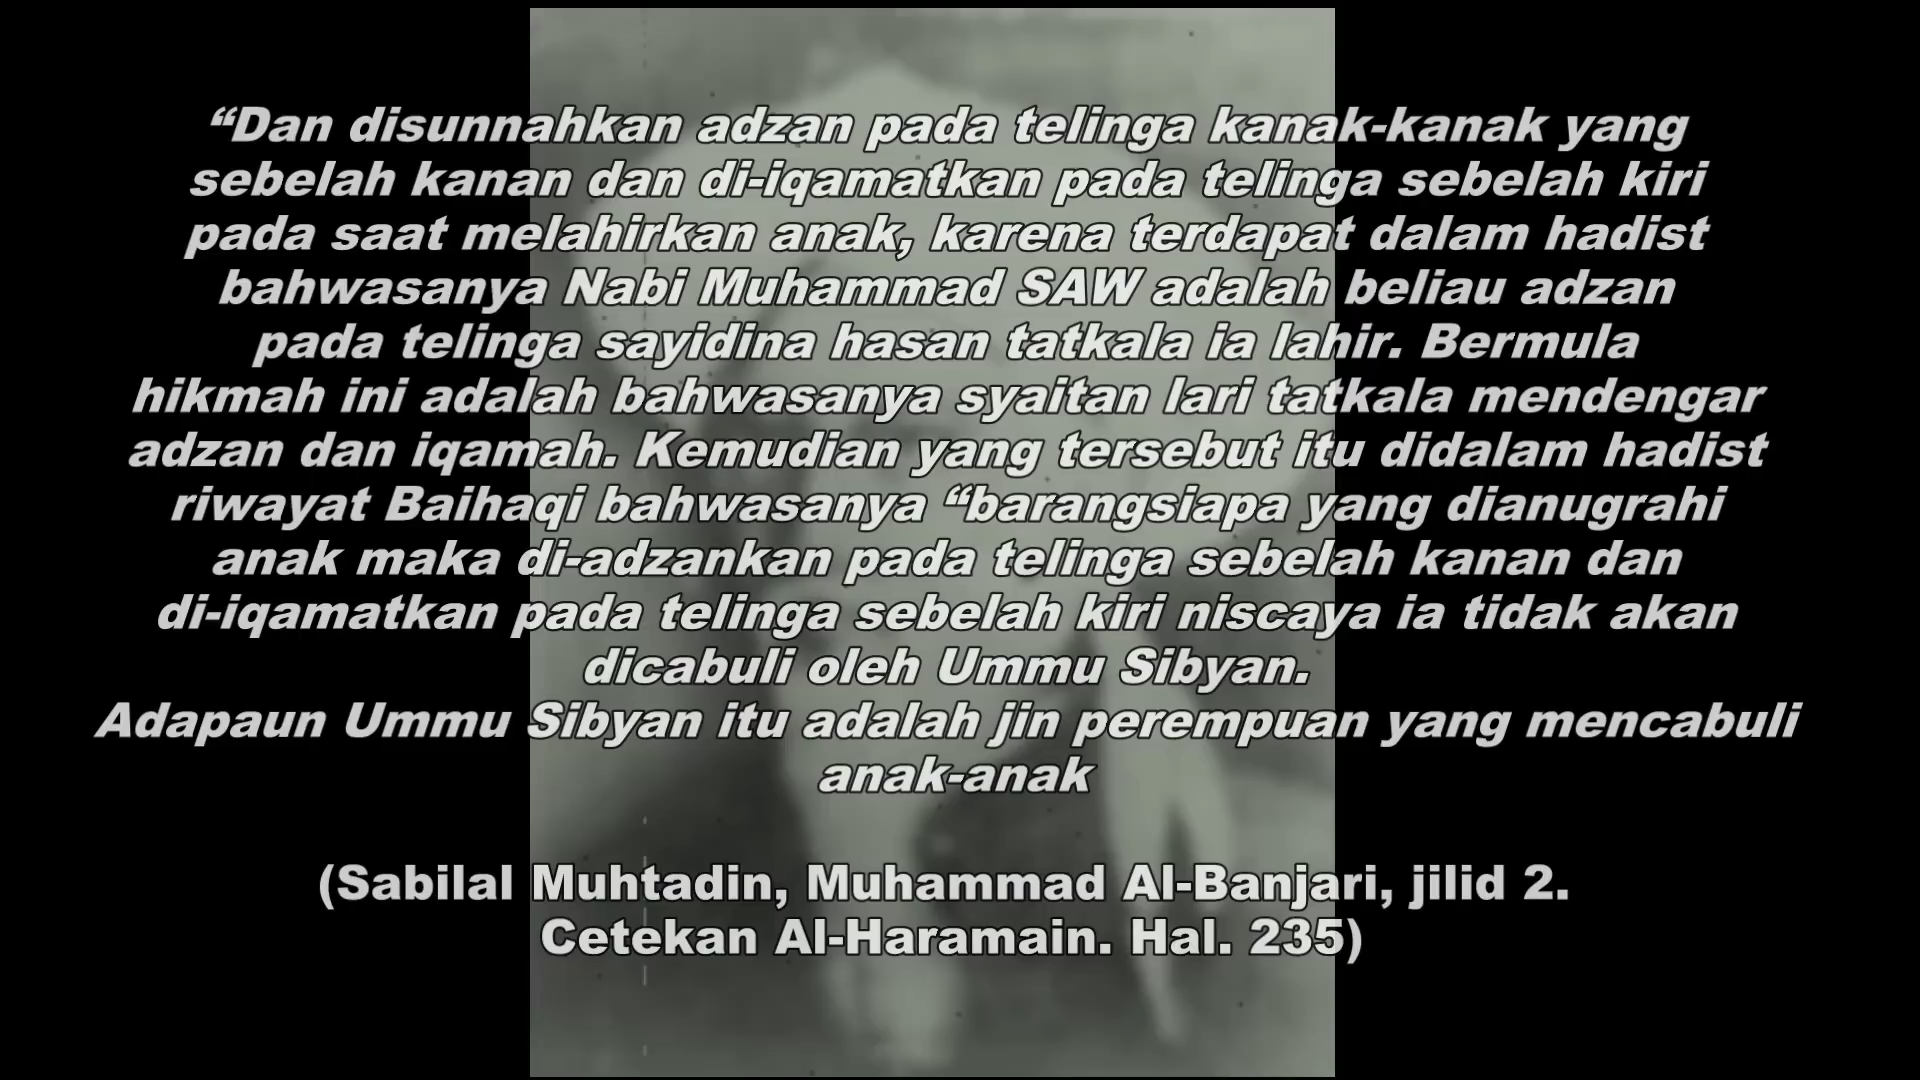 “Dan disunnahkan adzan pada telinga kanak-kanak yang
sebelah kanan dan di-iqamatkan pada telinga sebelah kiri
pada saat melahirkan anak, karena terdapat dalam hadist
bahwasanya Nabi Muhammad SAW adalah beliau adzan
pada telinga sayidina hasan tatkala ia lahir. Bermula
hikmah ini adalah bahwasanya syaitan lari tatkala mendengar
adzan dan iqamah. Kemudian yang tersebut itu didalam hadist
riwayat Baihaqi bahwasanya “barangsiapa yang dianugrahi
anak maka di-adzankan pada telinga sebelah kanan dan
di-iqamatkan pada telinga sebelah kiri niscaya ia tidak akan
dicabuli oleh Ummu Sibyan.
Adapaun Ummu Sibyan itu adalah jin perempuan yang mencabuli
anak-anak
(Sabilal Muhtadin, Muhammad Al-Banjari, jilid 2.
Cetekan Al-Haramain. Hal. 235)